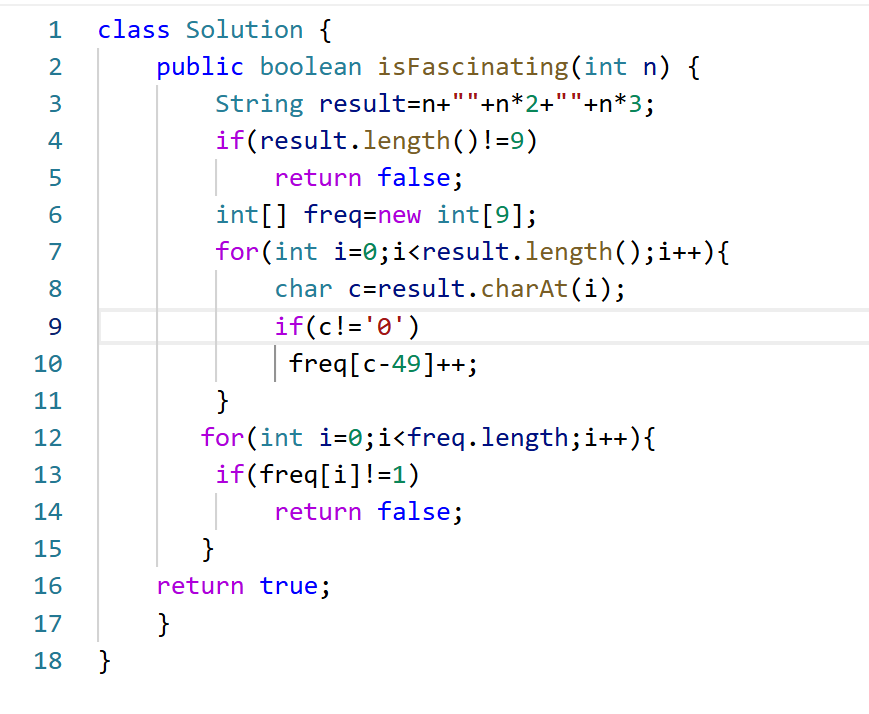 1 class Solution {
2 public boolean isFascinating(int n) {
3 String result=n+""+n*2+""+n*3;
4 if(result.length()!=9)
5 return false;
6 int[] freq=new int[9];
7 for(int i=0;i<result.length();i++){
8 char c=result.charAt(i);
9 if(c!='0')
10 freq[c-49]++;
11 }
12 for(int i=0;i<freq.length;i++){
13 if(freq[i]!=1)
14 return false;
15 }
16 return true;
17 }
18 }